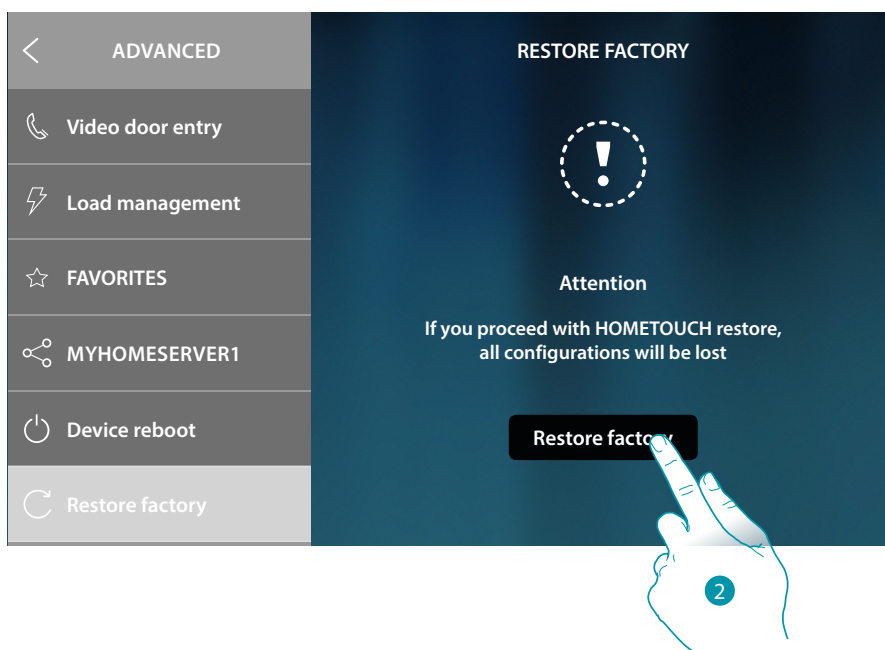 ADVANCED
Video door entry
Load management
FAVORITES
MYHOMESERVER1
Device reboot
Restore factory
RESTORE FACTORY
!
Attention
If you proceed with HOMETOUCH restore,
all configurations will be lost
Restore factory
2